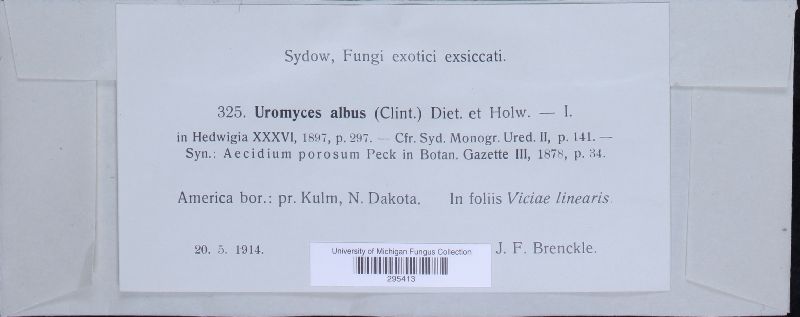 Sydow, Fungi exotici exsiccati.
325. Uromyces albus (Clint.) Diet. et Holw. — I.
in Hedwigia XXXVI, 1897, p. 297. — Cfr. Syd. Monogr. Ured. II, p. 141. —
Syn.: Aecidium porosum Peck in Botan. Gazette III, 1878, p. 34.
America bor.: pr. Kulm, N. Dakota. In foliis Viciae linearis.
20. 5. 1914. J. F. Brenckle.
University of Michigan Fungus Collection
295413